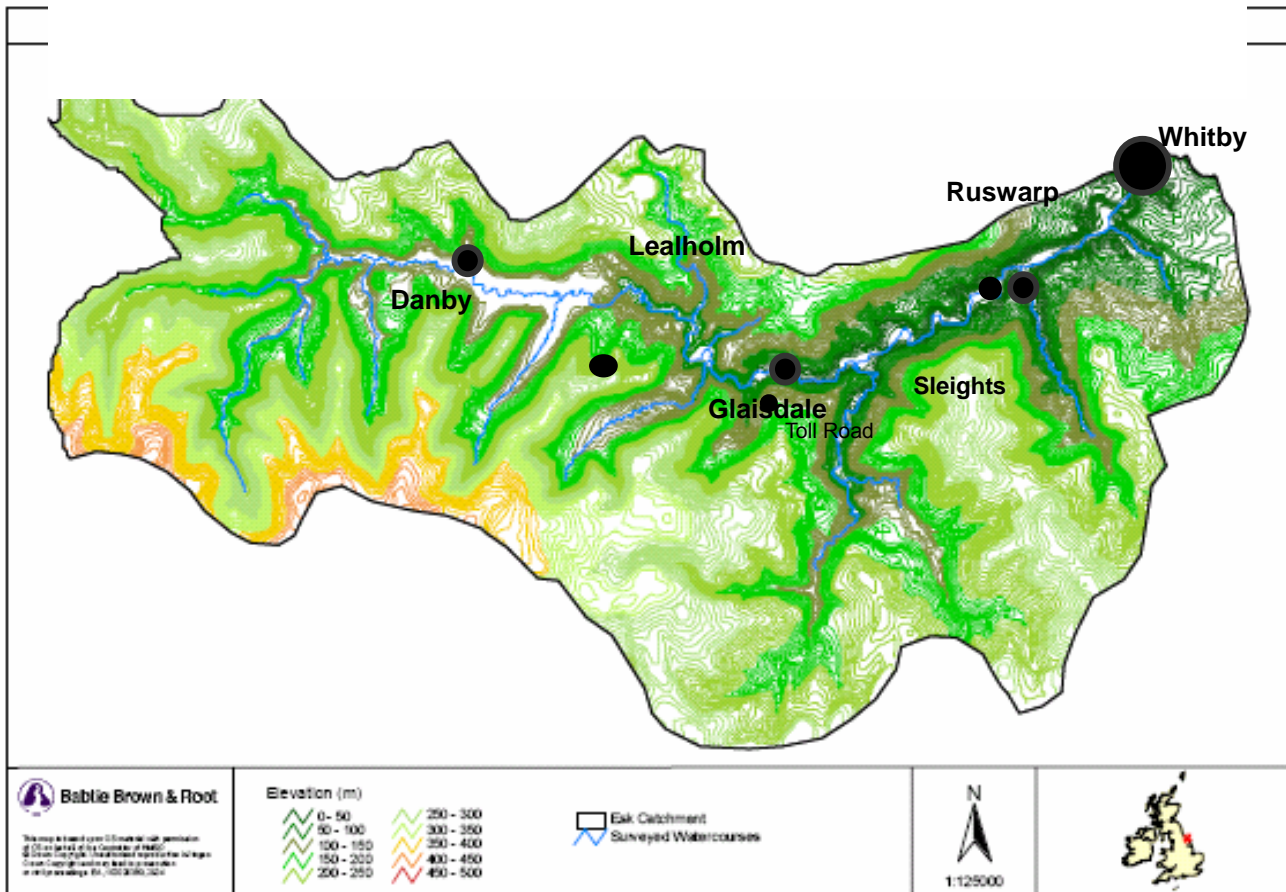 Whitby
Ruswarp
Lealholm
Danby
Sleights
Glaisdale
Toll Road
Bablie Brown & Root
Elevation (m)
0 - 50
50 - 100
100 - 150
150 - 200
200 - 250
250 - 300
300 - 350
350 - 400
400 - 450
450 - 500
Esk Catchment
Surveyed Watercourses
N
1:125000